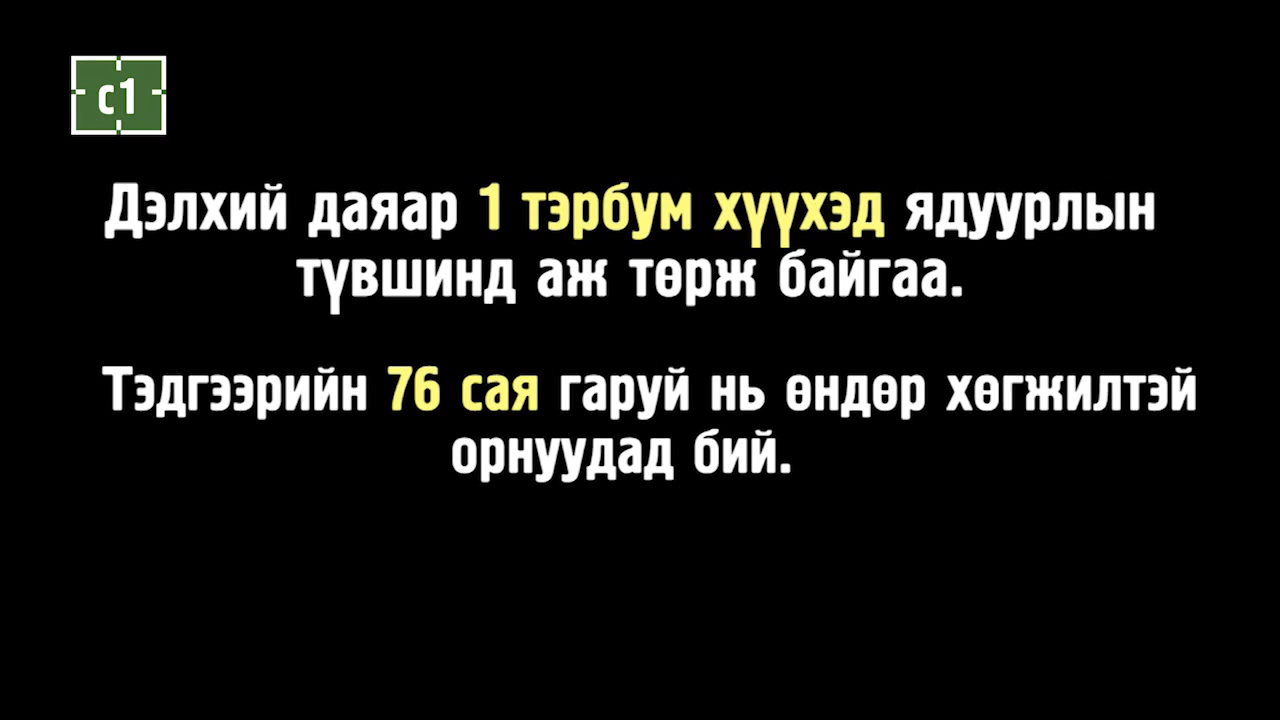 c1
Дэлхий даяар 1 тэрбум хүүхэд ядуурлын
түвшинд аж төрж байгаа.
Тэдгээрийн 76 сая гаруй нь өндөр хөгжилтэй
орнуудад бий.